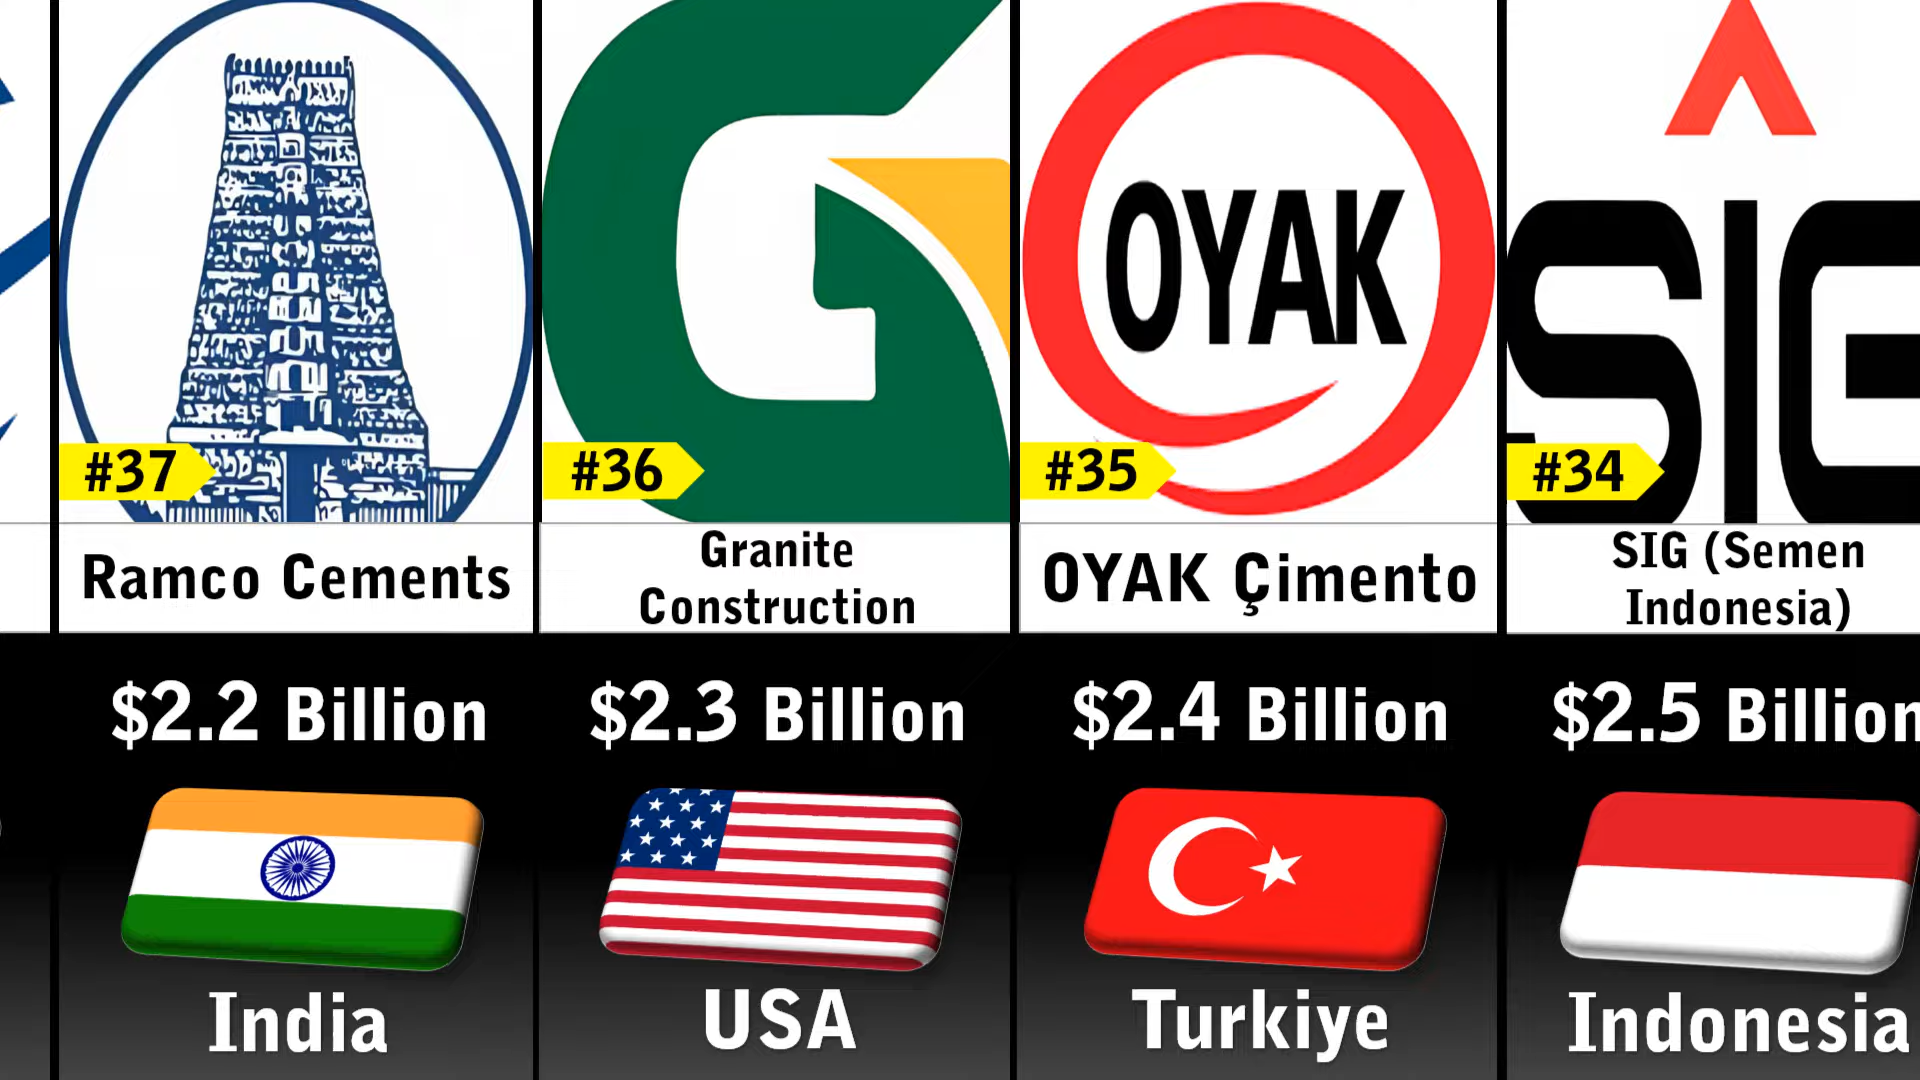 OYAK
SIG
#37
#36
#35
#34
Ramco Cements
Granite
Construction
OYAK Çimento
SIG (Semen
Indonesia)
$2.2 Billion
$2.3 Billion
$2.4 Billion
$2.5 Billion
India
USA
Turkiye
Indonesia